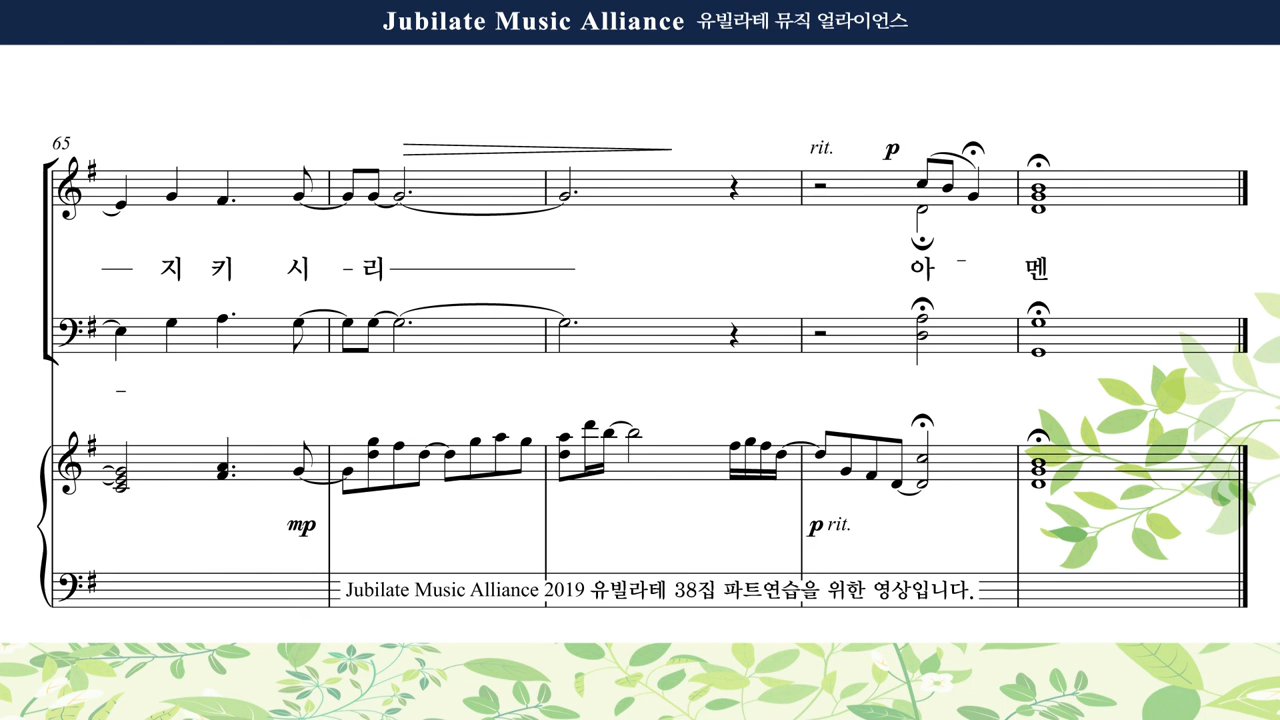 Jubilate Music Alliance 유빌라테 뮤직 얼라이언스
65
rit.
p
지 키 시 - 리 아 - 멘
-
mp
p rit.
Jubilate Music Alliance 2019 유빌라테 38집 파트연습을 위한 영상입니다.